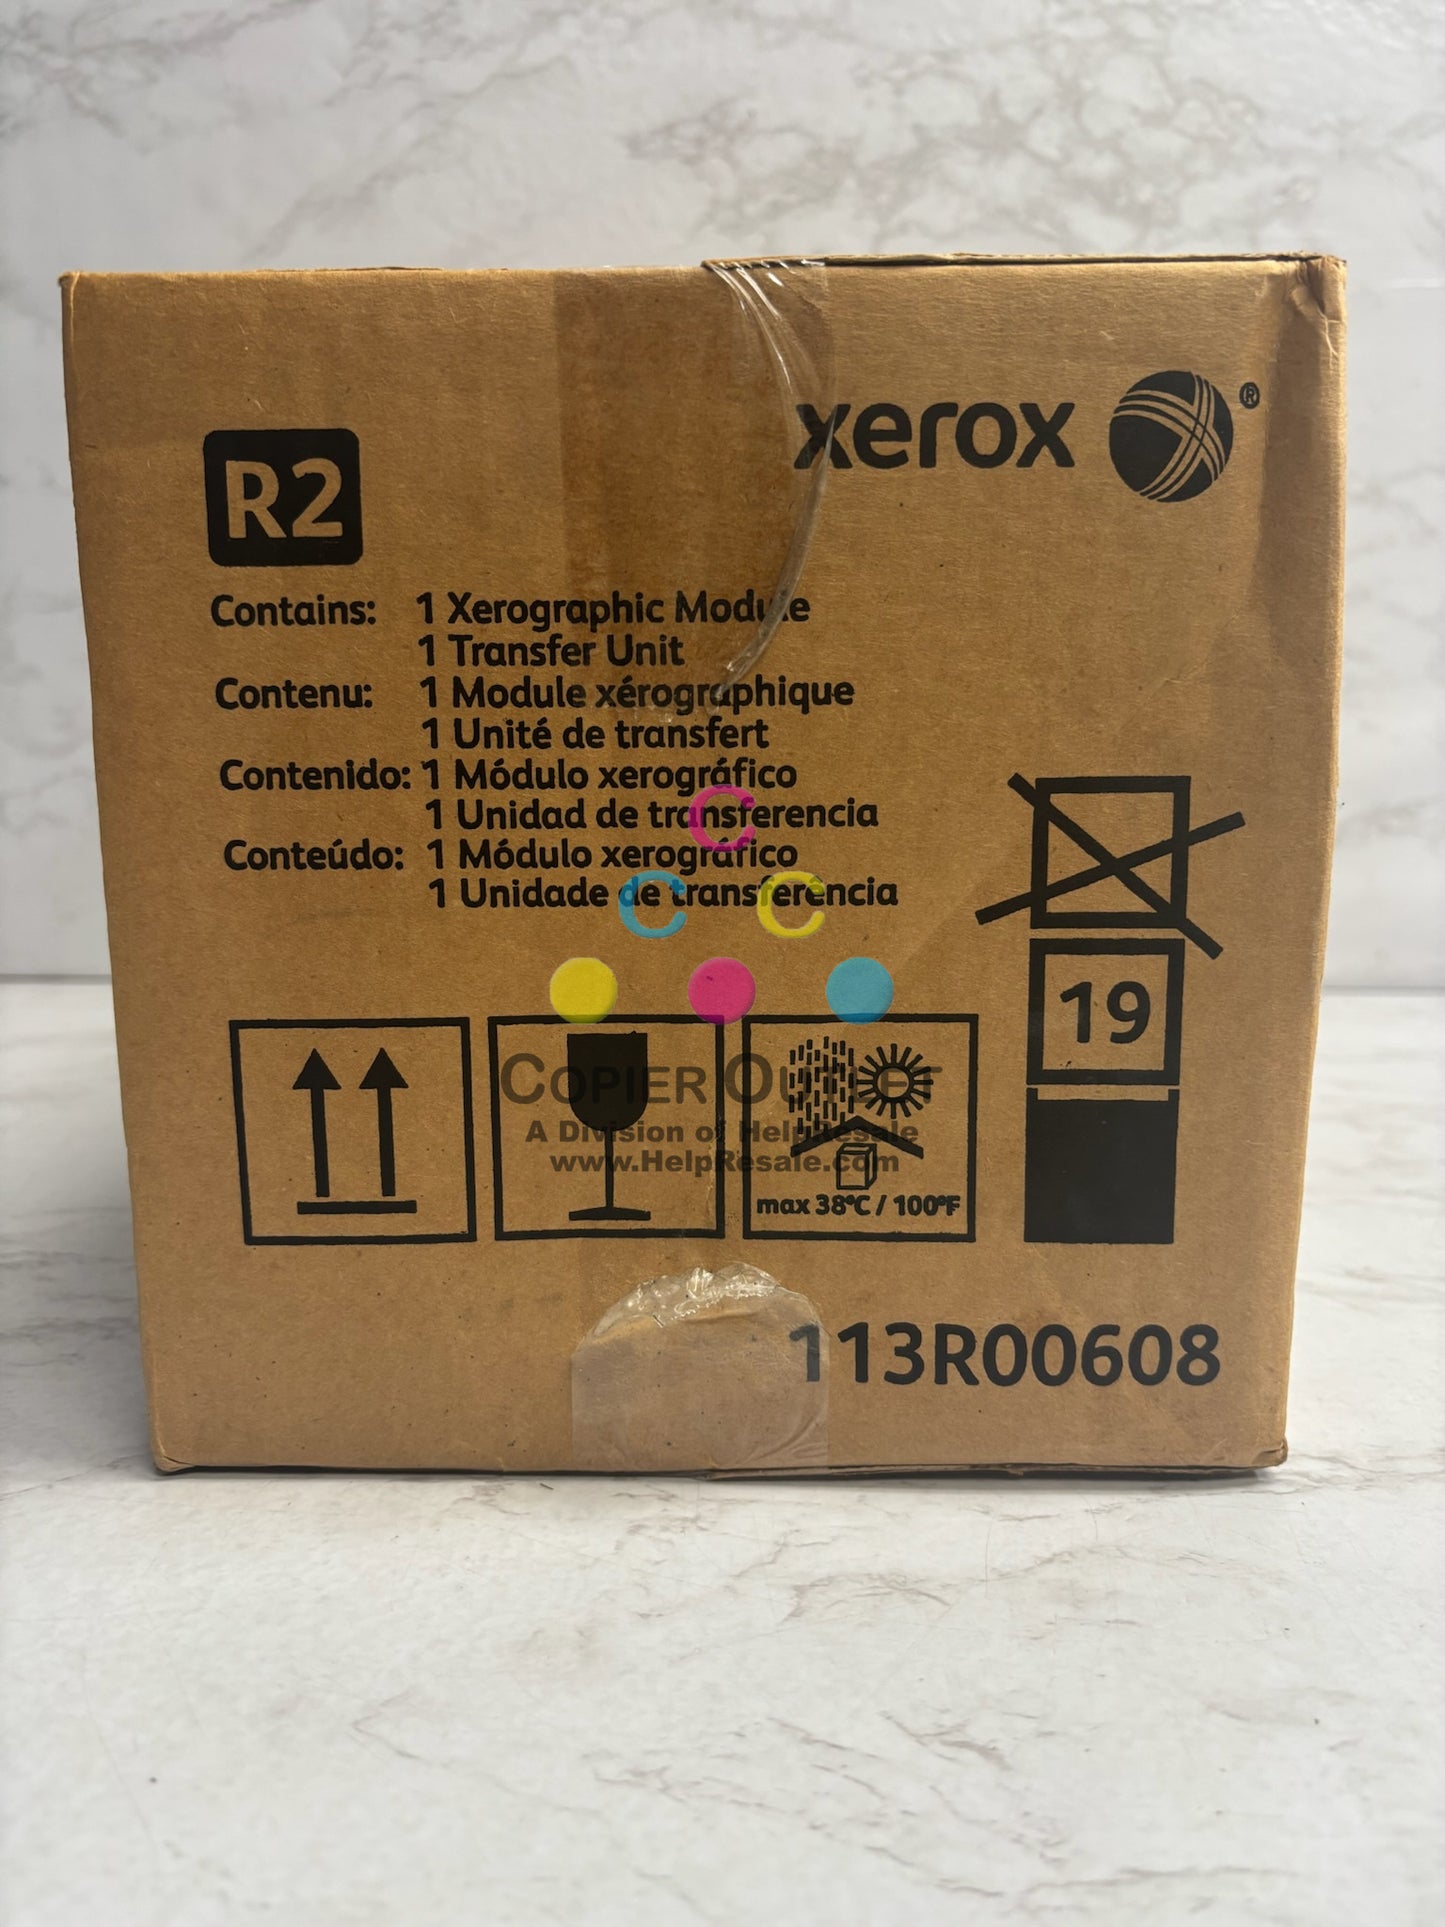 xerox ®
R2
Contains: 1 Xerographic Module
1 Transfer Unit
Contenu: 1 Module xérographique
1 Unité de transfert
Contenido: 1 Módulo xerográfico
1 Unidad de transferencia
Conteúdo: 1 Módulo xerográfico
1 Unidade de transferência
C
C C
19
COPIER OUTLET
A Division of HelpResale
www.HelpResale.com
max 38°C / 100°F
113R00608